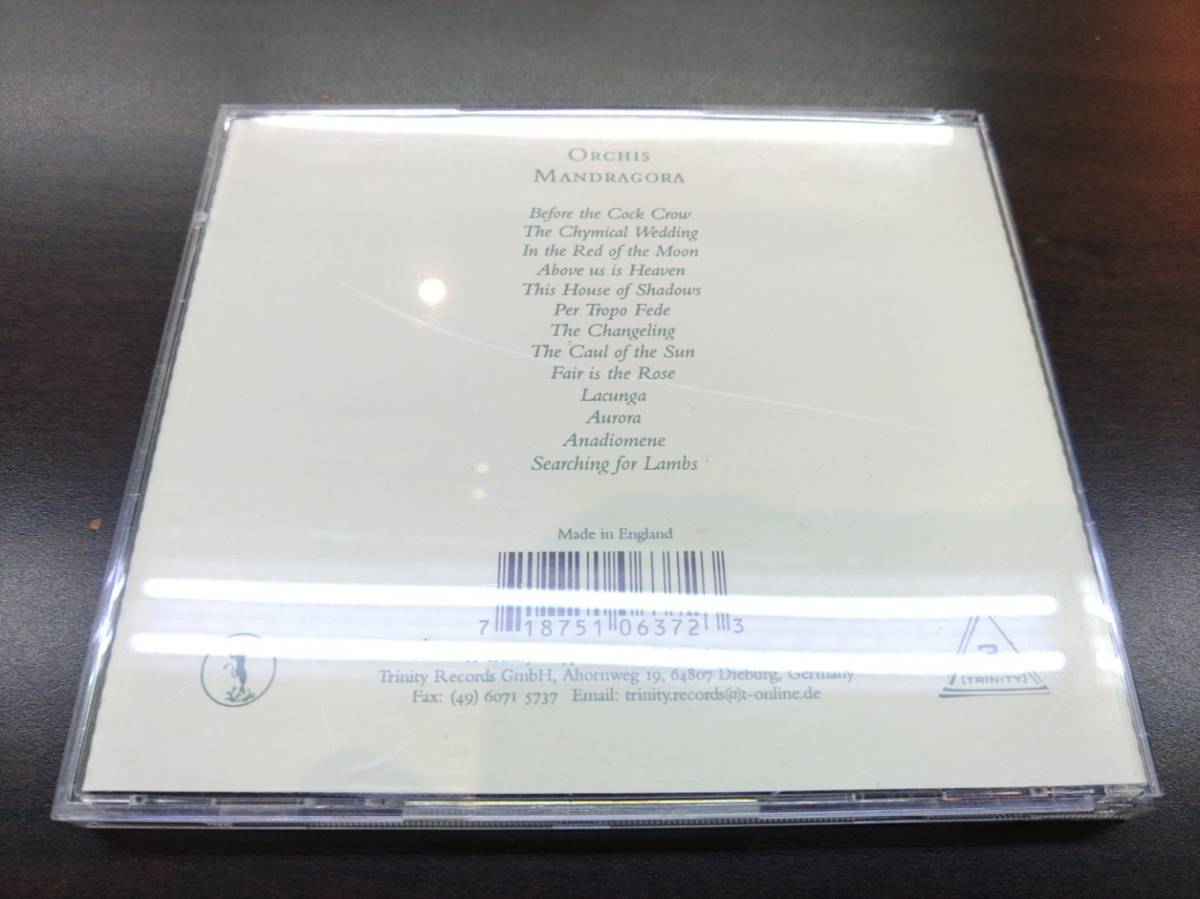 ORCHIS
MANDRAGORA
Before the Cock Crow
The Chymical Wedding
In the Red of the Moon
Above us is Heaven
This House of Shadows
Per Tropo Fede
The Changeling
The Caul of the Sun
Fair is the Rose
Lacunga
Aurora
Anadiomene
Searching for Lambs
Made in England
7 18751 06372 3
Trinity Records GmbH, Ahornweg 19, 64807 Dieburg, Germany
Fax: (49) 6071 5737 Email: trinity.records@t-online.de
TRINITY